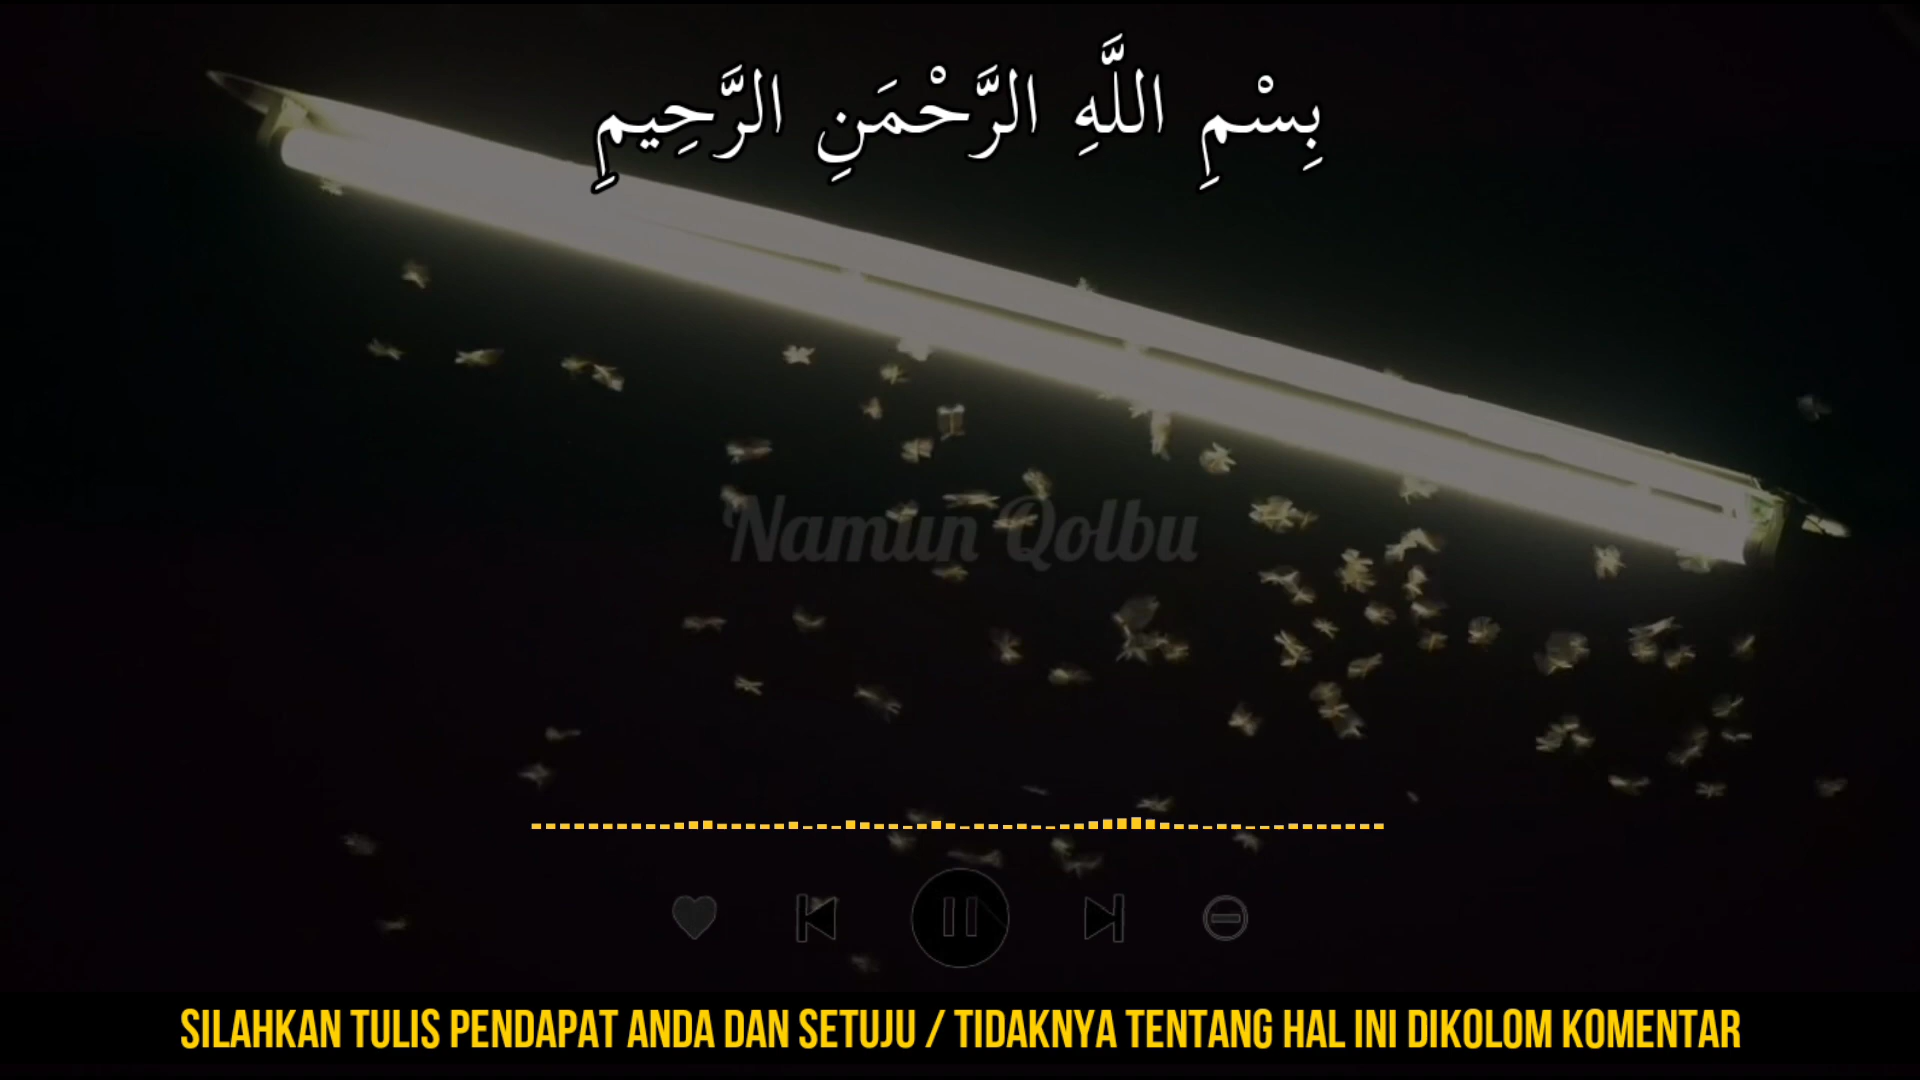 بِسْمِ اللَّهِ الرَّحْمَنِ الرَّحِيمِ
Namun Qolbu
SILAHKAN TULIS PENDAPAT ANDA DAN SETUJU / TIDAKNYA TENTANG HAL INI DIKOLOM KOMENTAR